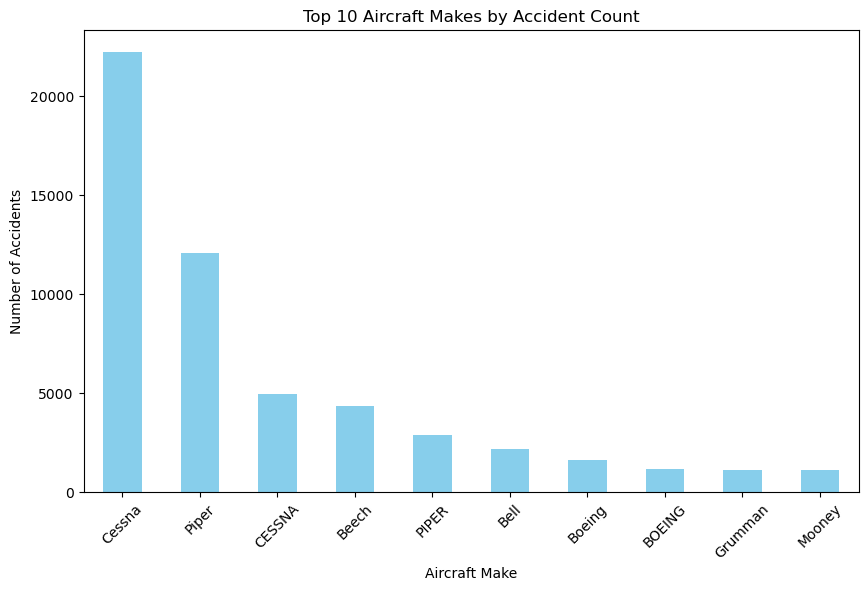 Top 10 Aircraft Makes by Accident Count
Number of Accidents
20000
15000
10000
5000
0
Cessna
Piper
CESSNA
Beech
PIPER
Bell
Boeing
BOEING
Grumman
Mooney
Aircraft Make